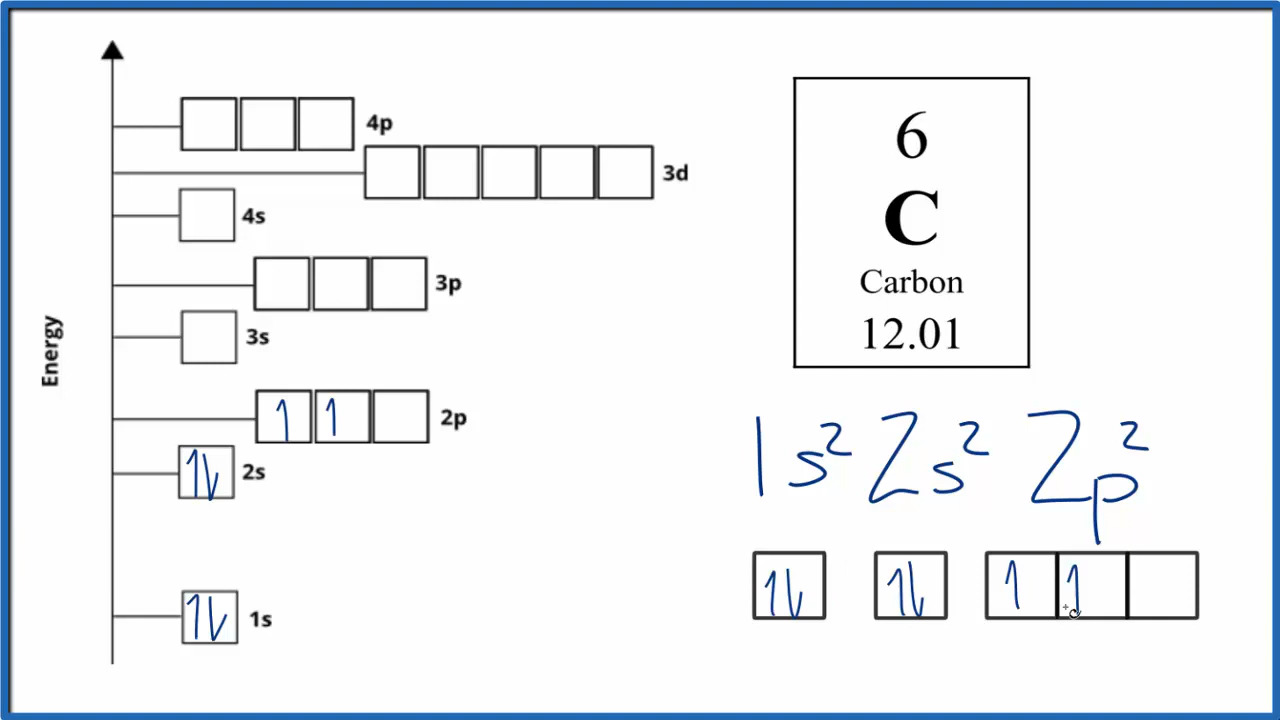 4p
3d
4s
3p
3s
Energy
2p
2s
1s
6
C
Carbon
12.01
1s² 2s² 2p²